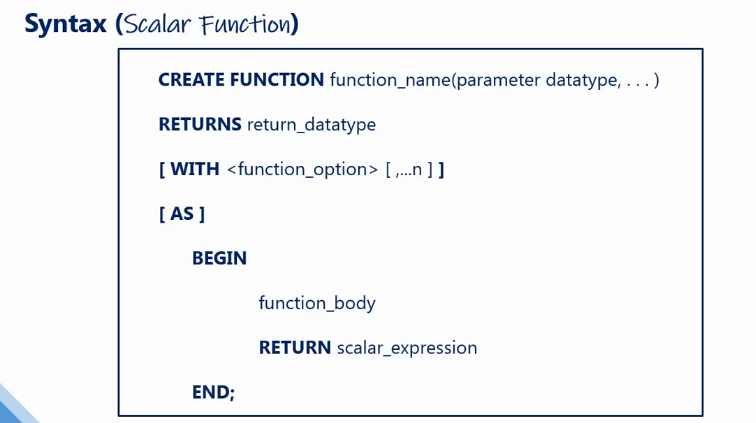 Syntax (Scalar Function)
CREATE FUNCTION function_name(parameter datatype, . . . )
RETURNS return_datatype
[ WITH <function_option> [ ,...n ] ]
[ AS ]
BEGIN
function_body
RETURN scalar_expression
END;